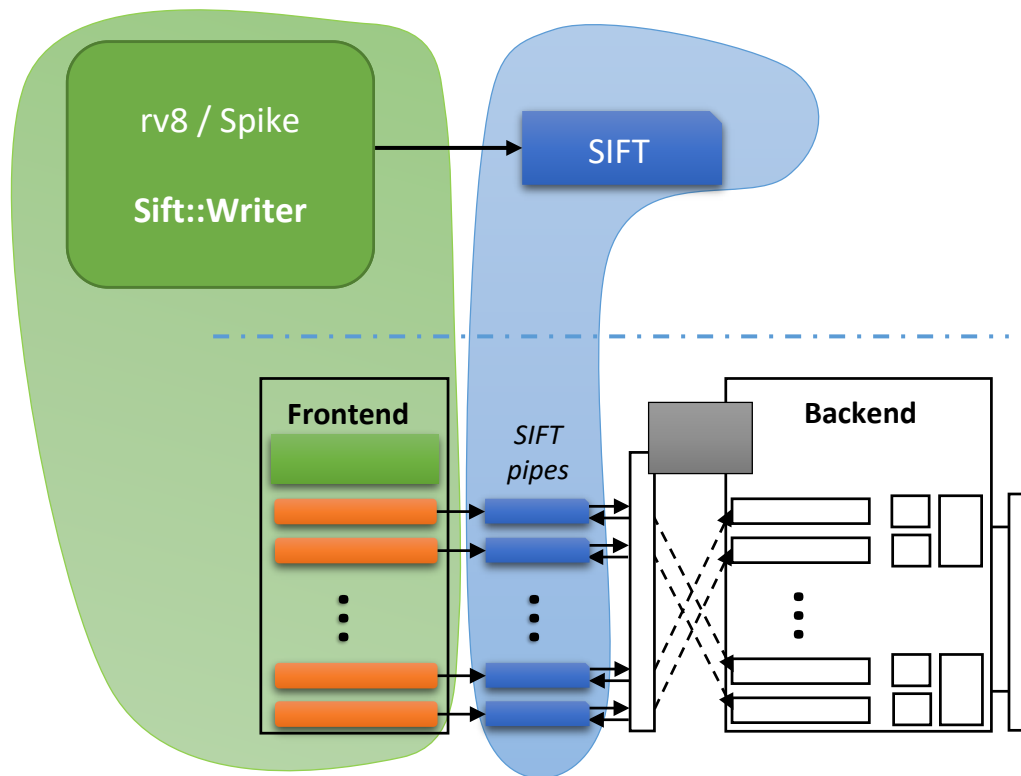 rv8 / Spike
Sift::Writer
SIFT
Frontend
SIFT
pipes
Backend